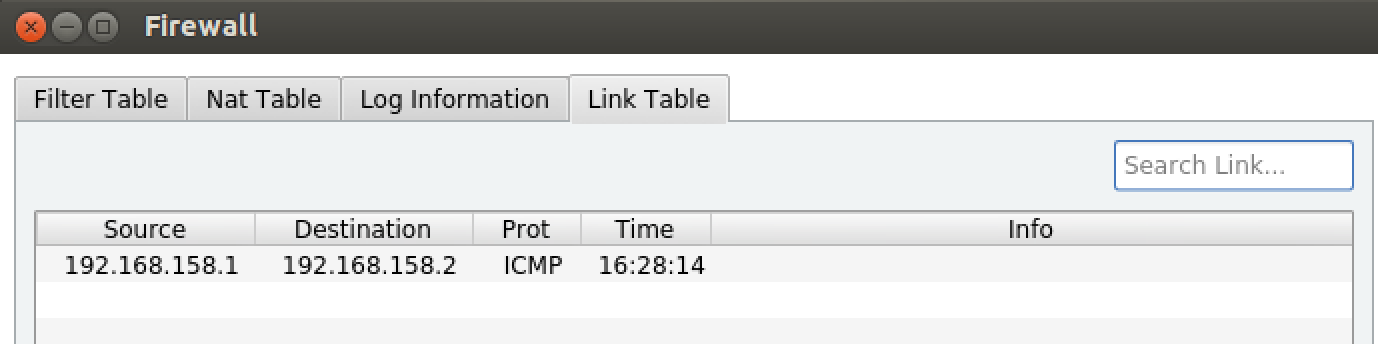 Firewall
Filter Table Nat Table Log Information Link Table
Search Link...
Source Destination Prot Time Info
192.168.158.1 192.168.158.2 ICMP 16:28:14